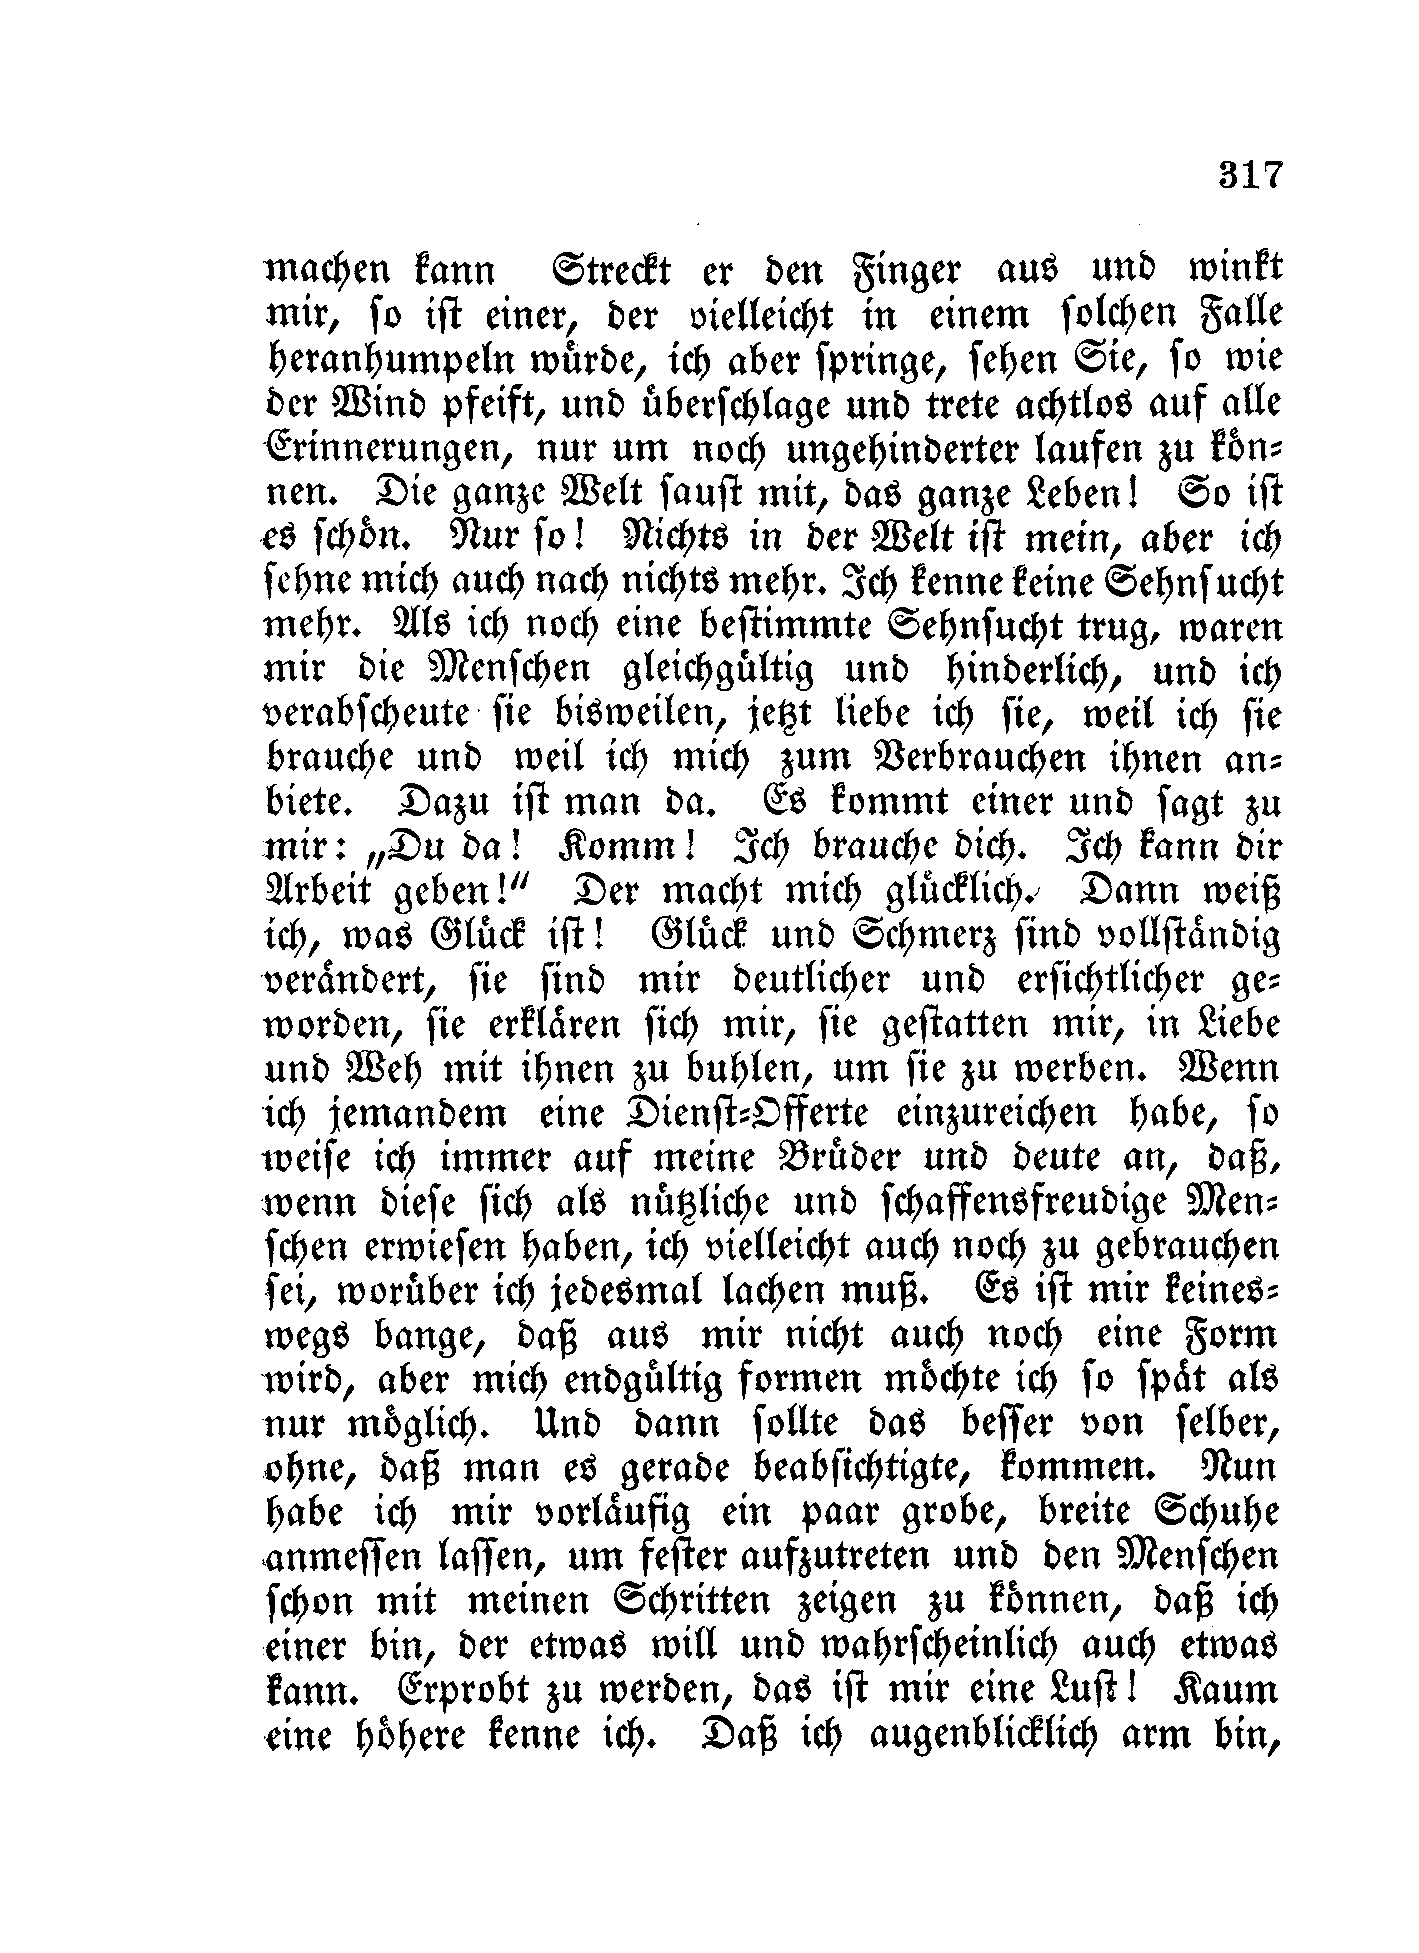 317
machen kann Streckt er den Finger aus und winkt
mir, so ist einer, der vielleicht in einem solchen Falle
heranhumpeln würde, ich aber springe, sehen Sie, so wie
der Wind pfeift, und überschlage und trete achtlos auf alle
Erinnerungen, nur um noch ungehinderter laufen zu kön-
nen. Die ganze Welt saust mit, das ganze Leben! So ist
es schön. Nur so! Nichts in der Welt ist mein, aber ich
sehne mich auch nach nichts mehr. Ich kenne keine Sehnsucht
mehr. Als ich noch eine bestimmte Sehnsucht trug, waren
mir die Menschen gleichgültig und hinderlich, und ich
verabscheute sie bisweilen, jetzt liebe ich sie, weil ich sie
brauche und weil ich mich zum Verbrauchen ihnen an-
biete. Dazu ist man da. Es kommt einer und sagt zu
mir: „Du da! Komm! Ich brauche dich. Ich kann dir
Arbeit geben!“ Der macht mich glücklich. Dann weiß
ich, was Glück ist! Glück und Schmerz sind vollständig
verändert, sie sind mir deutlicher und ersichtlicher ge-
worden, sie erklären sich mir, sie gestatten mir, in Liebe
und Weh mit ihnen zu buhlen, um sie zu werben. Wenn
ich jemandem eine Dienst-Offerte einzureichen habe, so
weise ich immer auf meine Brüder und deute an, daß,
wenn diese sich als nützliche und schaffensfreudige Men-
schen erwiesen haben, ich vielleicht auch noch zu gebrauchen
sei, worüber ich jedesmal lachen muß. Es ist mir keines-
wegs bange, daß aus mir nicht auch noch eine Form
wird, aber mich endgültig formen möchte ich so spät als
nur möglich. Und dann sollte das besser von selber,
ohne, daß man es gerade beabsichtigte, kommen. Nun
habe ich mir vorläufig ein paar grobe, breite Schuhe
anmessen lassen, um fester aufzutreten und den Menschen
schon mit meinen Schritten zeigen zu können, daß ich
einer bin, der etwas will und wahrscheinlich auch etwas
kann. Erprobt zu werden, das ist mir eine Lust! Kaum
eine höhere kenne ich. Daß ich augenblicklich arm bin,